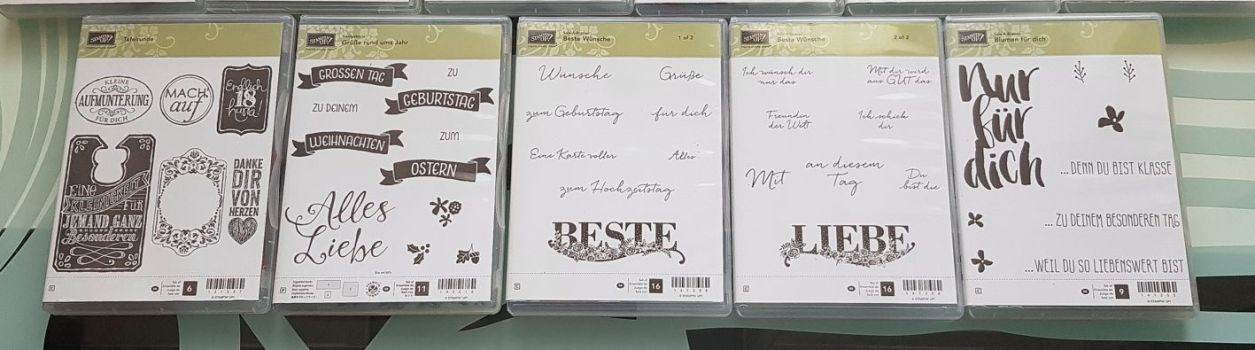 Tafelrunde
KLEINE
AUFMUNTERUNG
FÜR DICH
MACH
auf
Endlich
18
EINE
KLEINIGKEIT
FÜR
JEMAND GANZ
Besonderen
DANKE
DIR VON
HERZEN
6
Grüße rund ums Jahr
GROSSEN TAG
ZU
ZU DEINEM
GEBURTSTAG
WEIHNACHTEN
ZUM
OSTERN
Alles
Liebe
11
Beste Wünsche
1 of 2
Wünsche
Grüße
zum Geburtstag
für dich
Eine Karte voller
Alles
zum Hochzeitstag
BESTE
16
Beste Wünsche
2 of 2
Ich wünsch dir
nur das
Mit dir wird
aus GUT das
Freundin
der Welt
Ich schick
dir
an diesem
Mit
Tag
Du
bist die
LIEBE
16
Blumen für dich
Nur
für
dich
...DENN DU BIST KLASSE
...ZU DEINEM BESONDEREN TAG
...WEIL DU SO LIEBENSWERT BIST
9